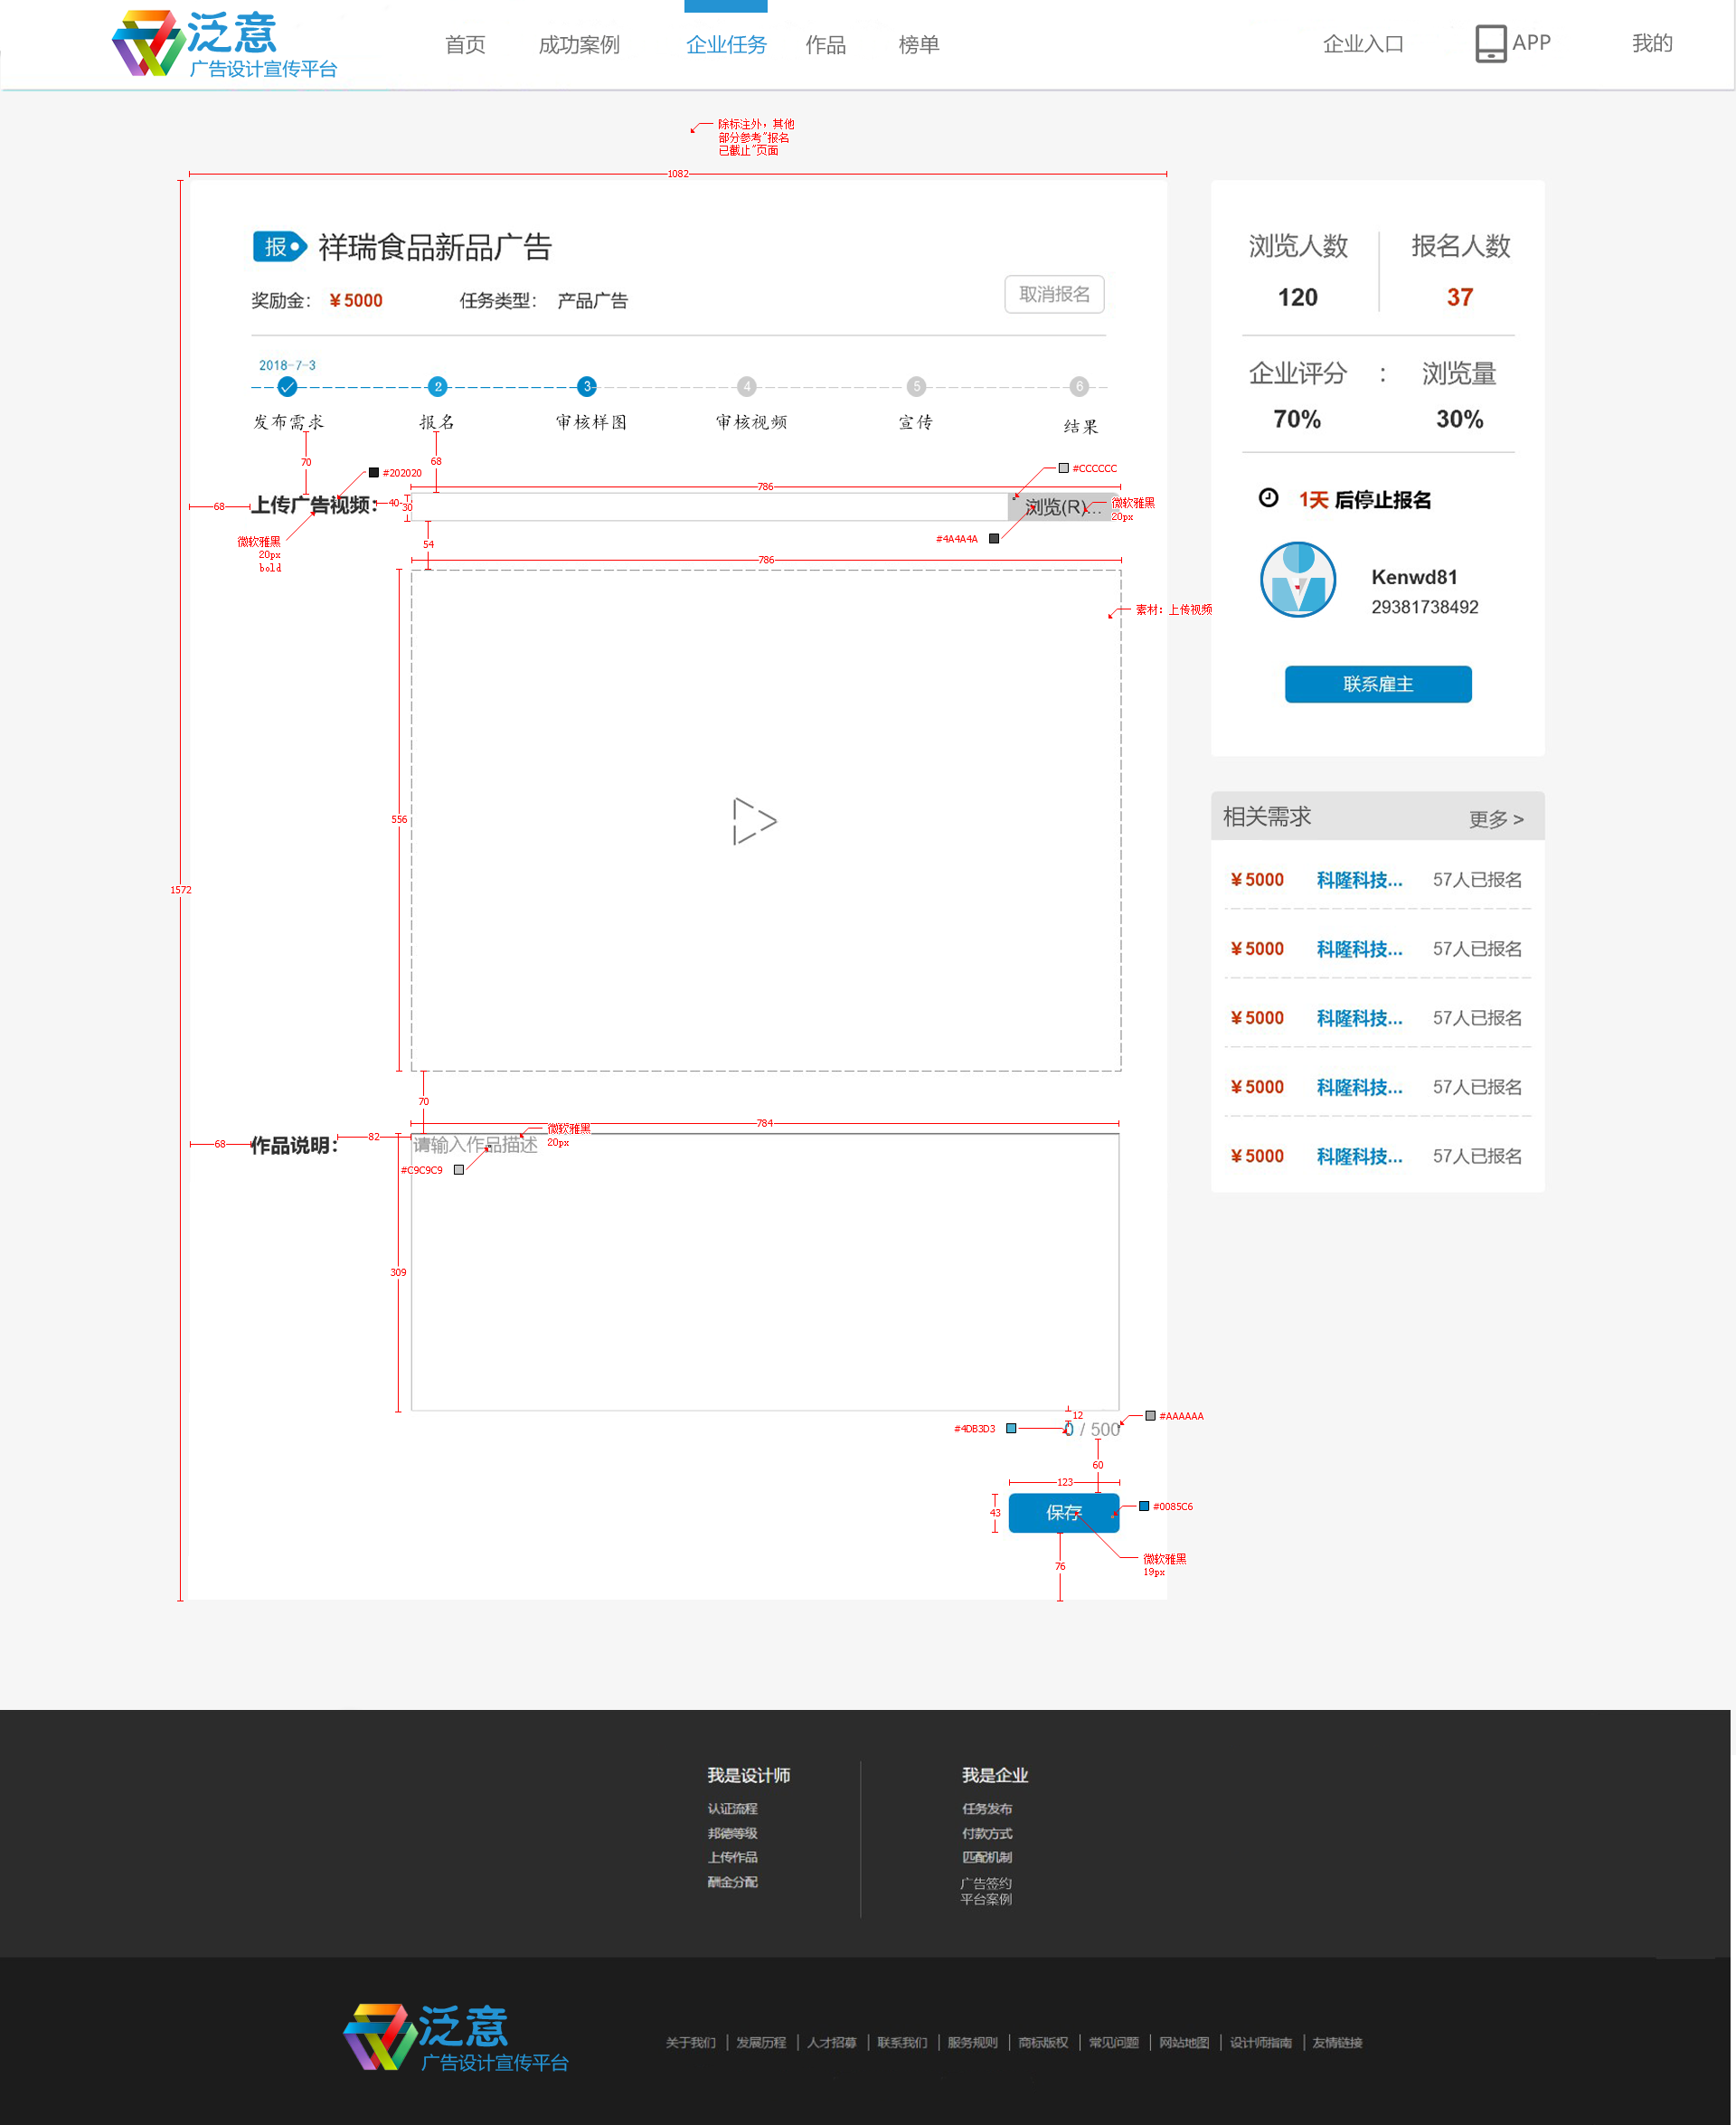 泛意
广告设计宣传平台
首页 成功案例 企业任务 作品 榜单 企业入口 APP 我的
除标注外，其他
部分参考"报名
已截止"页面
1082
报 祥瑞食品新品广告
奖励金： ￥5000 任务类型： 产品广告 取消报名
2018-7-3
2 3 4 5 6
发布需求 报名 审核样图 审核视频 宣传 结果
70 68
#202020 #CCCCCC
786
68 上传广告视频： 40 30 浏览(R)... 微软雅黑
20px
微软雅黑
20px
bold
54 #4A4A4A
786
素材：上传视频
556
1572
70
784
68 作品说明： 82 请输入作品描述 微软雅黑
20px
#C9C9C9
309
12 #AAAAAA
#4DB3D3 0 / 500
60
123
43 保存 #0085C6
微软雅黑
19px
76
浏览人数 报名人数
120 37
企业评分 : 浏览量
70% 30%
1天 后停止报名
Kenwd81
29381738492
联系雇主
相关需求 更多 >
￥5000 科隆科技... 57人已报名
￥5000 科隆科技... 57人已报名
￥5000 科隆科技... 57人已报名
￥5000 科隆科技... 57人已报名
￥5000 科隆科技... 57人已报名
我是设计师 我是企业
认证流程 任务发布
邦德等级 付款方式
上传作品 匹配机制
酬金分配 广告签约
平台案例
泛意
广告设计宣传平台
关于我们 | 发展历程 | 人才招募 | 联系我们 | 服务规则 | 商标版权 | 常见问题 | 网站地图 | 设计师指南 | 友情链接